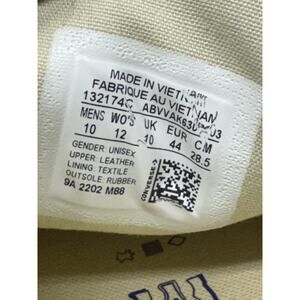 MADE IN VIETNAM
FABRIQUE AU VIETNAM
132174C
MENS WO'S UK EUR CM
10 12 10 44 28.5
GENDER: UNISEX
UPPER: LEATHER
LINING: TEXTILE
OUTSOLE: RUBBER
9A 2202 M88
CONVERSE